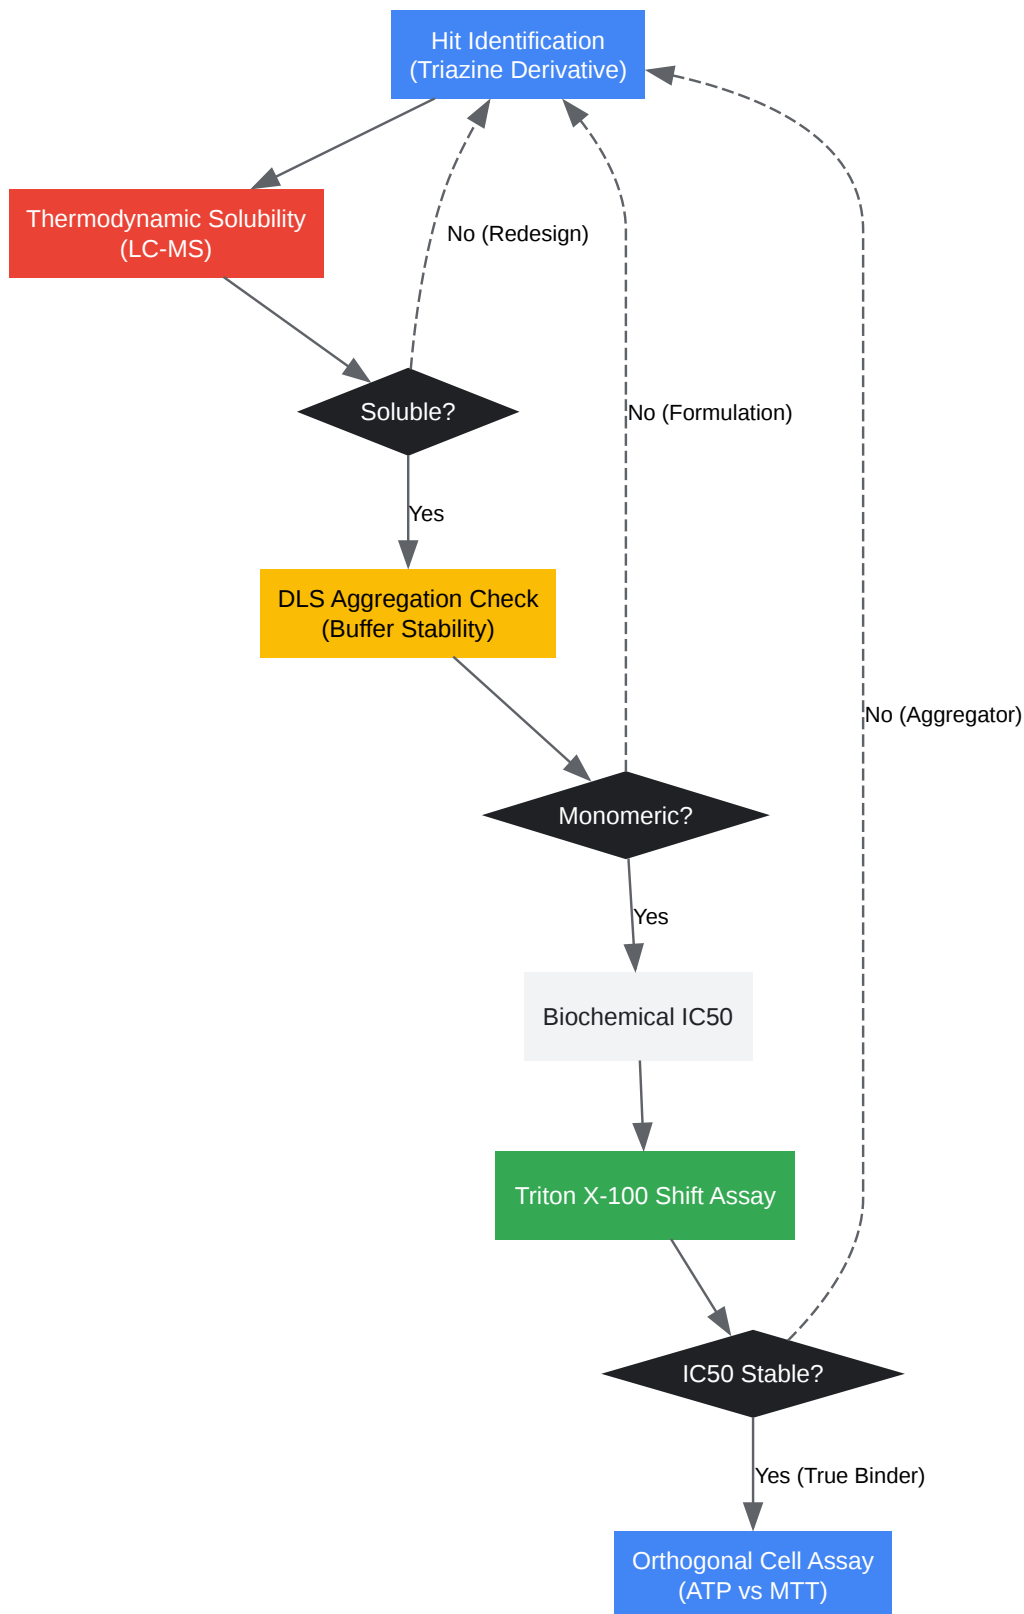 Hit Identification
(Triazine Derivative)
Thermodynamic Solubility
(LC-MS)
No (Redesign)
Soluble?
No (Formulation)
Yes
DLS Aggregation Check
(Buffer Stability)
No (Aggregator)
Monomeric?
Yes
Biochemical IC50
Triton X-100 Shift Assay
IC50 Stable?
Yes (True Binder)
Orthogonal Cell Assay
(ATP vs MTT)